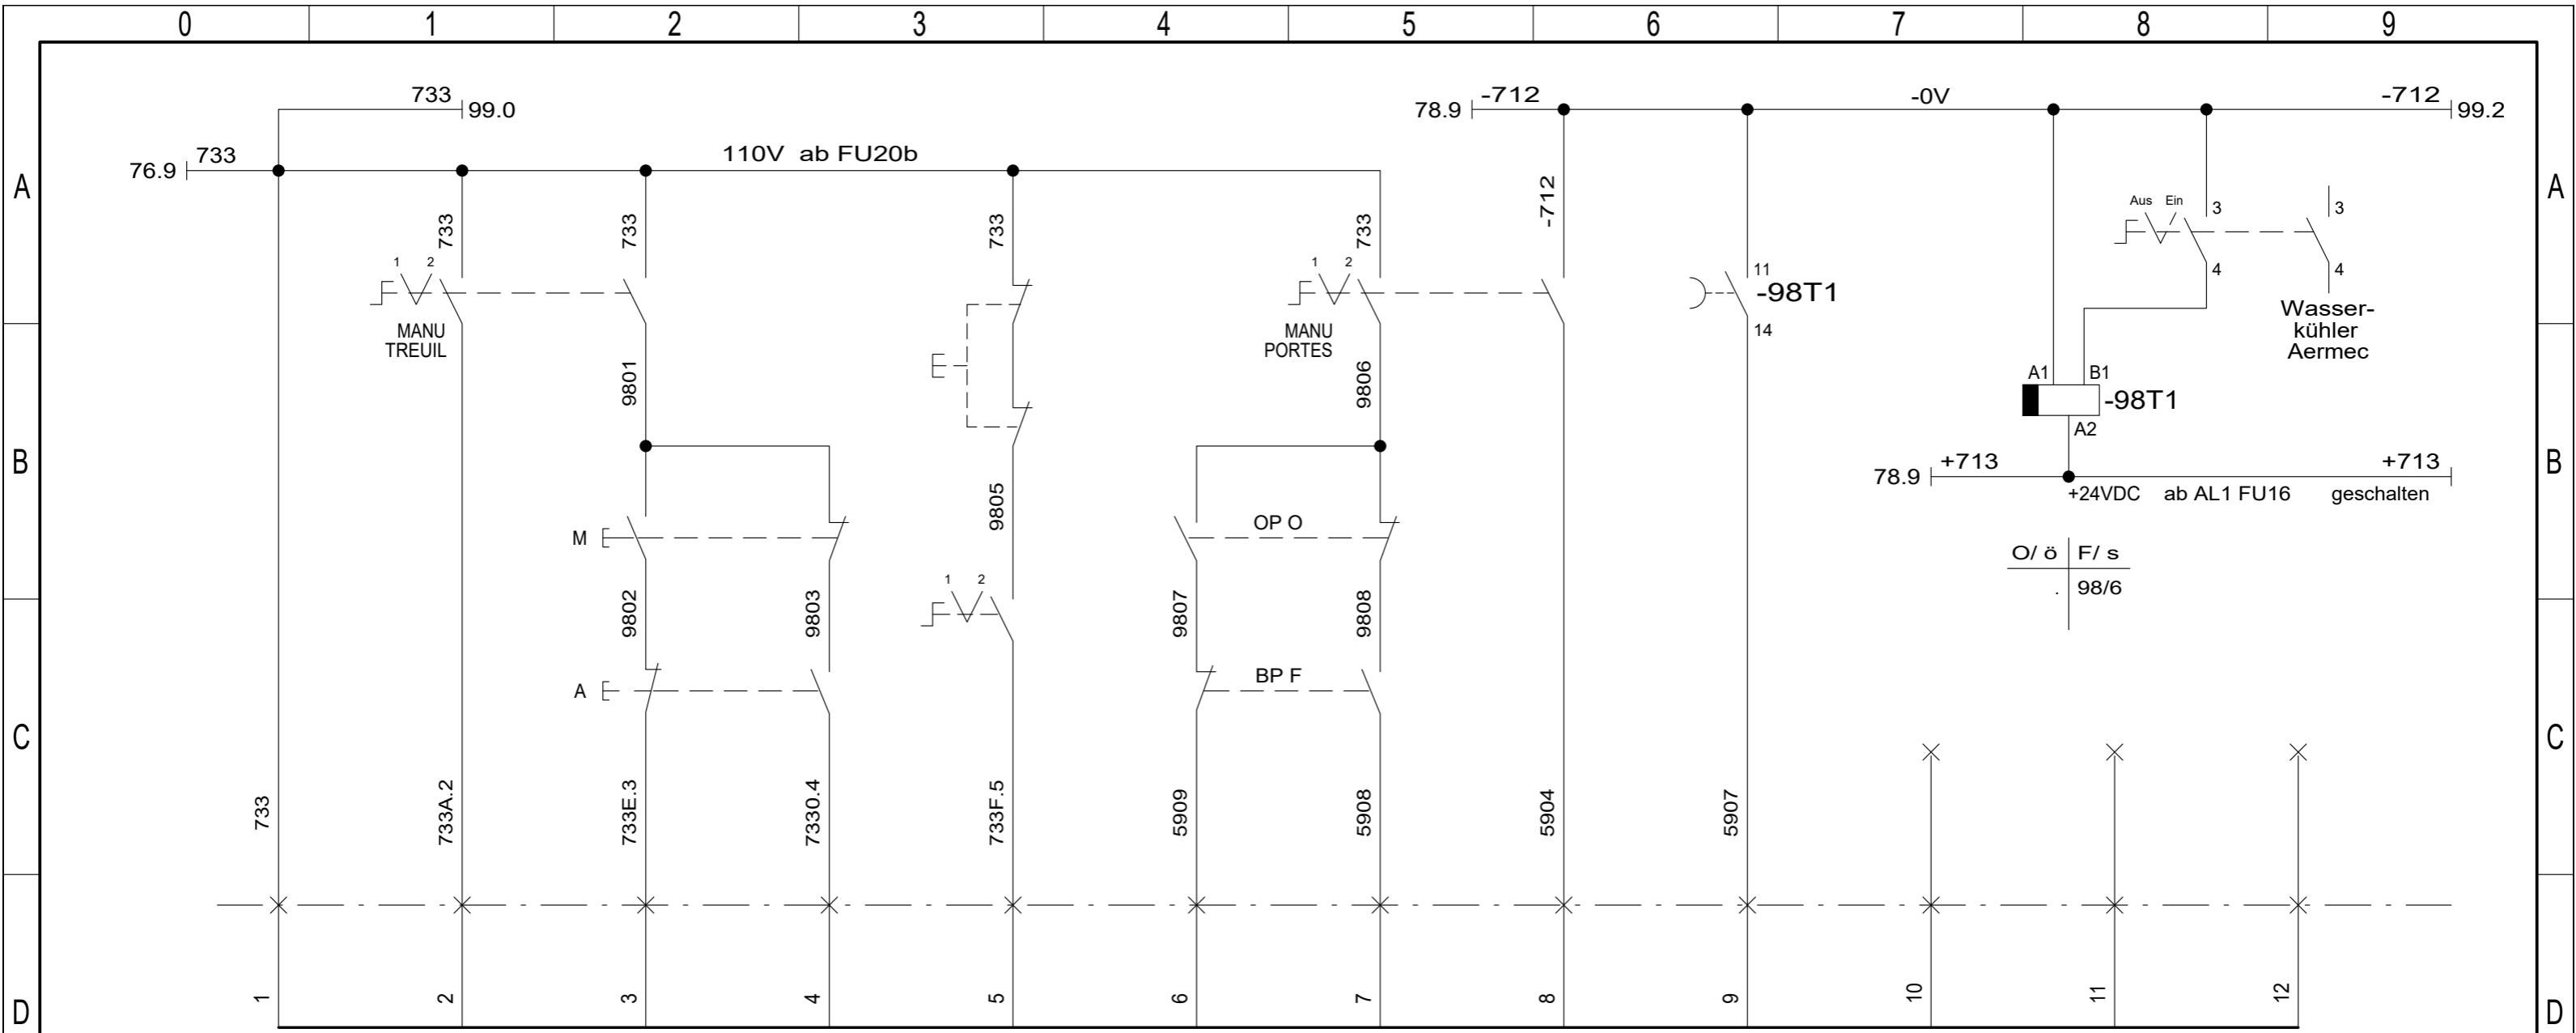 0 1 2 3 4 5 6 7 8 9
733 99.0
78.9 -712 -0V -712 99.2
76.9 733 110V ab FU20b
A A
733 733 733 733 -712
Aus Ein 3 3
4 4
1 2 1 2 11
-98T1
14
MANU
TREUIL
MANU
PORTES
Wasser-
kühler
Aermec
9801 9806
A1 B1
-98T1
A2
B B
78.9 +713 +713
+24VDC ab AL1 FU16 geschalten
9805
M OP O
O/ ö F/ s
. 98/6
1 2
9802 9803 9807 9808
A BP F
C C
733 733A.2 733E.3 7330.4 733F.5 5909 5908 5904 5907
1 2 3 4 5 6 7 8 9 10 11 12
D D